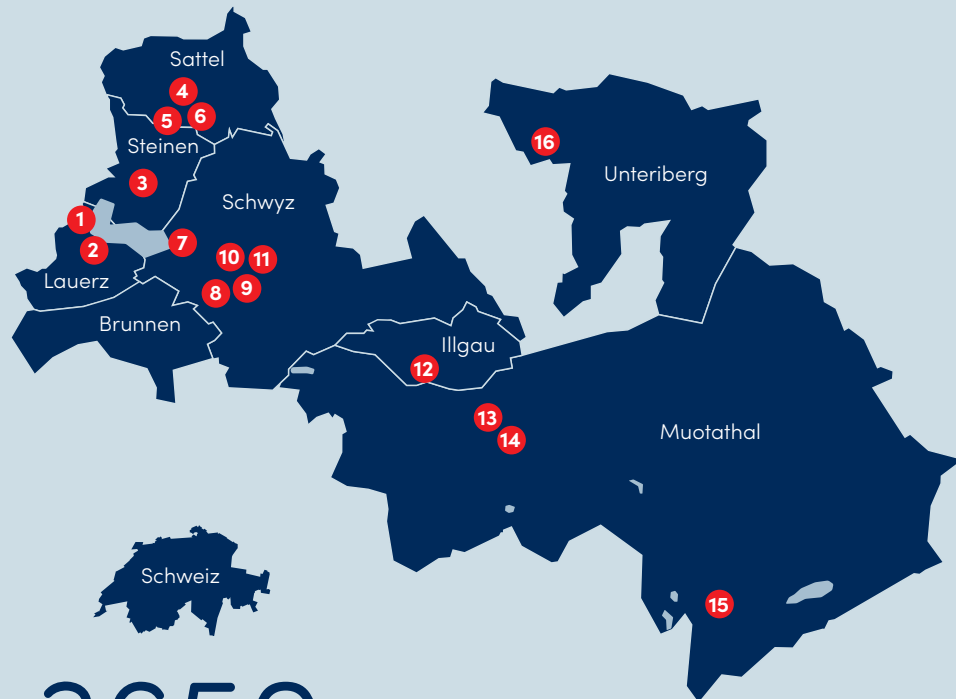 Sattel
4
5
6
16
Steinen
Unteriberg
3
Schwyz
1
7
2
10
11
Lauerz
8
9
Brunnen
Illgau
12
13
14
Muotathal
Schweiz
15